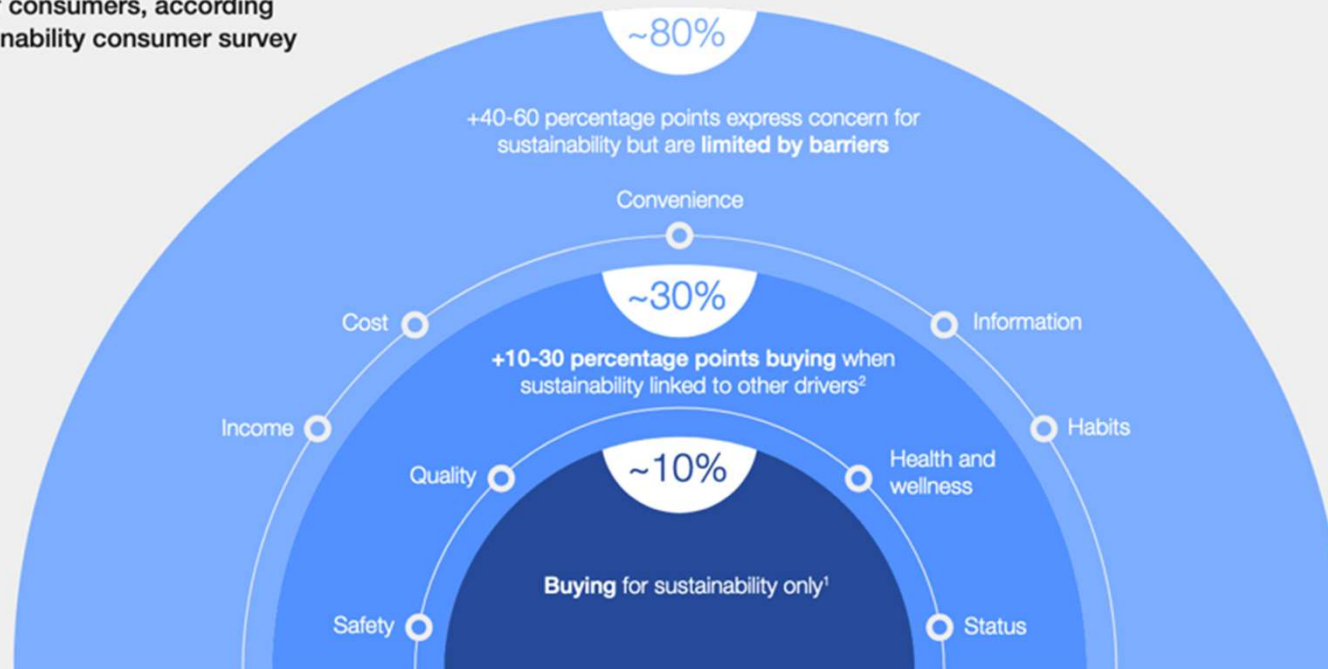 consumers, according
nability consumer survey
~80%
+40-60 percentage points express concern for
sustainability but are limited by barriers
Convenience
Cost
Information
Income
Habits
~30%
+10-30 percentage points buying when
sustainability linked to other drivers²
Quality
Health and
wellness
Safety
Status
~10%
Buying for sustainability only¹